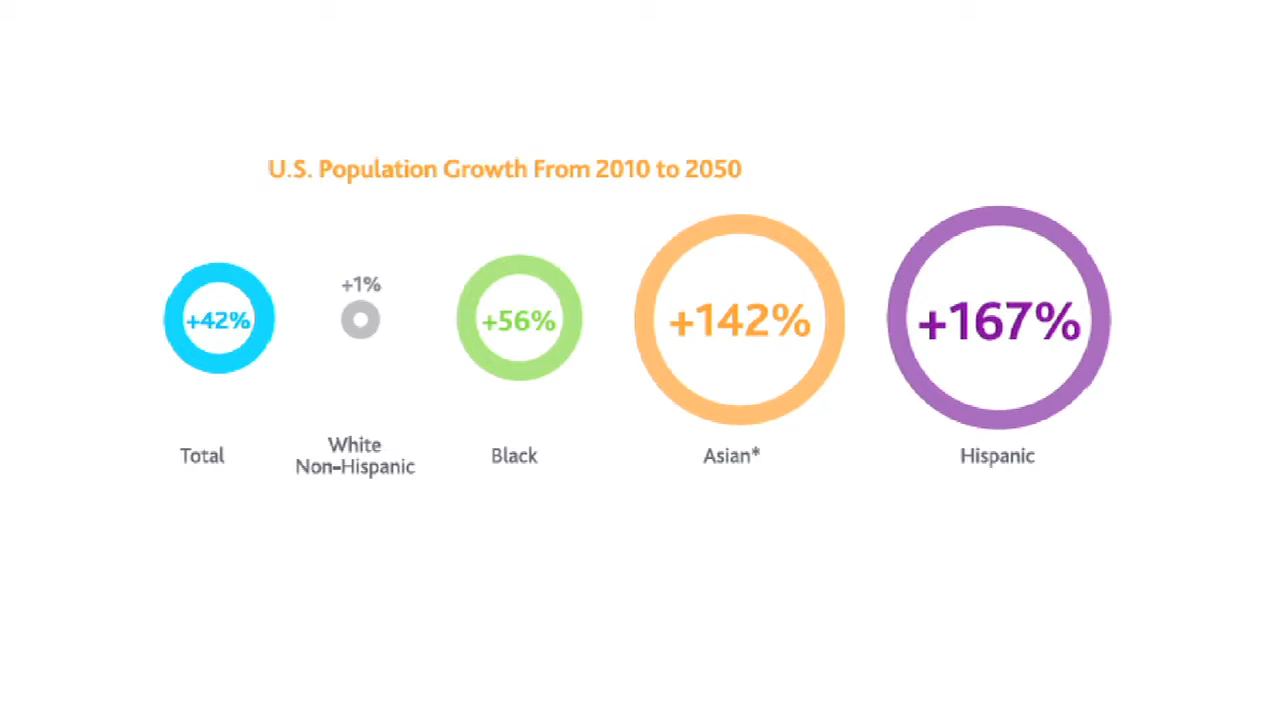 U.S. Population Growth From 2010 to 2050
+42%
+1%
+56%
+142%
+167%
Total
White
Non-Hispanic
Black
Asian*
Hispanic